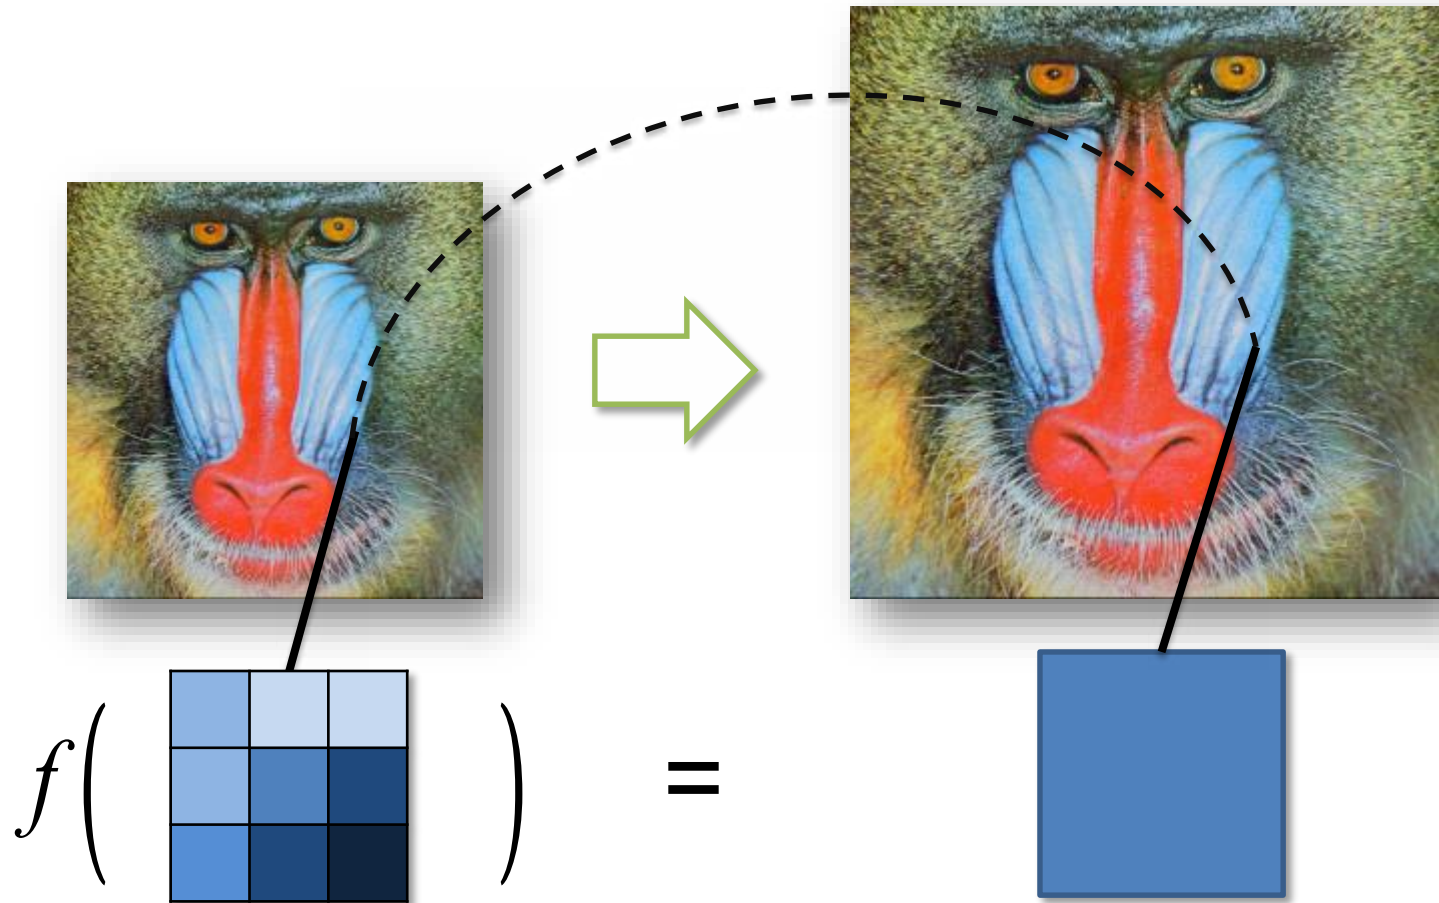 f( ) =